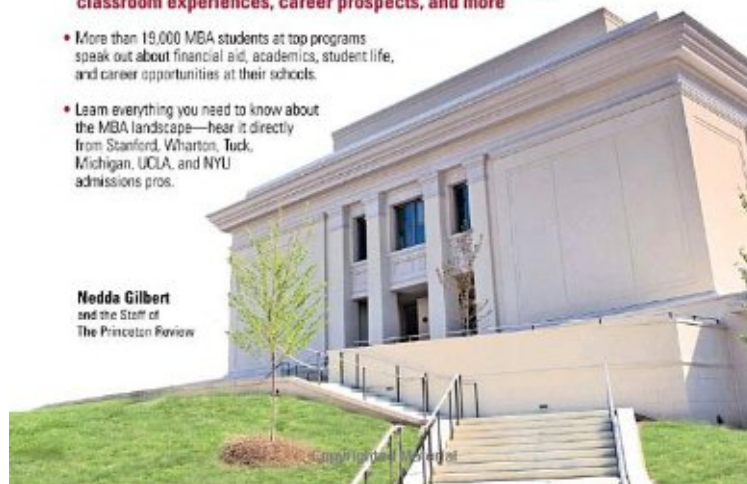 classroom experiences, career prospects, and more
• More than 19,000 MBA students at top programs
speak out about financial aid, academics, student life,
and career opportunities at their schools.
• Learn everything you need to know about
the MBA landscape—hear it directly
from Stanford, Wharton, Tuck,
Michigan, UCLA, and NYU
admissions pros.
Nedda Gilbert
and the Staff of
The Princeton Review
Copyrighted Material